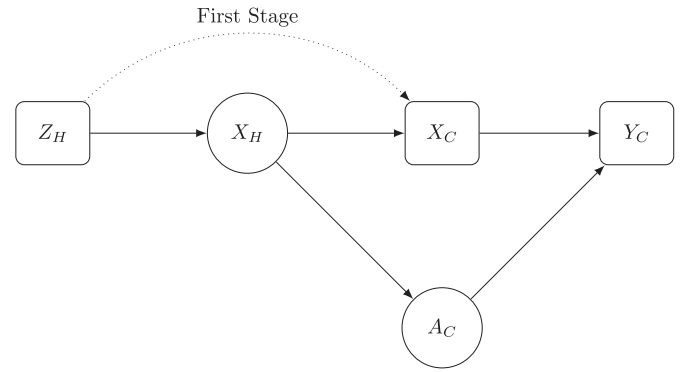 First Stage
Z_H
X_H
X_C
Y_C
A_C